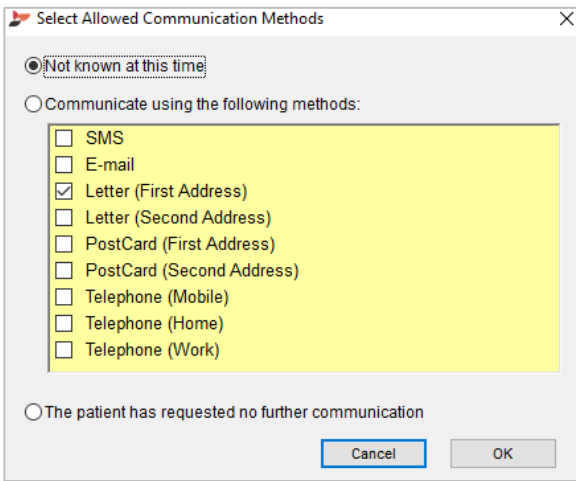 Select Allowed Communication Methods
Not known at this time
Communicate using the following methods:
SMS
E-mail
Letter (First Address)
Letter (Second Address)
PostCard (First Address)
PostCard (Second Address)
Telephone (Mobile)
Telephone (Home)
Telephone (Work)
The patient has requested no further communication
Cancel OK